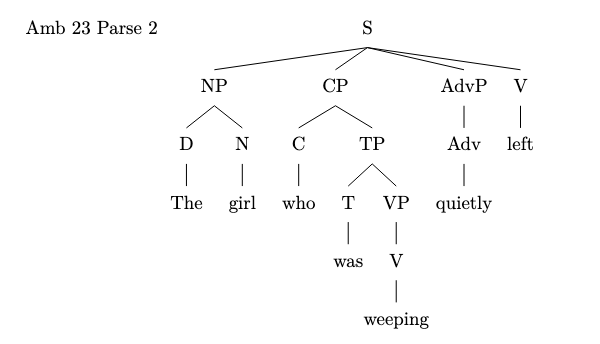 Amb 23 Parse 2 S
NP CP AdvP V
D N C TP Adv left
The girl who T VP quietly
was V
weeping